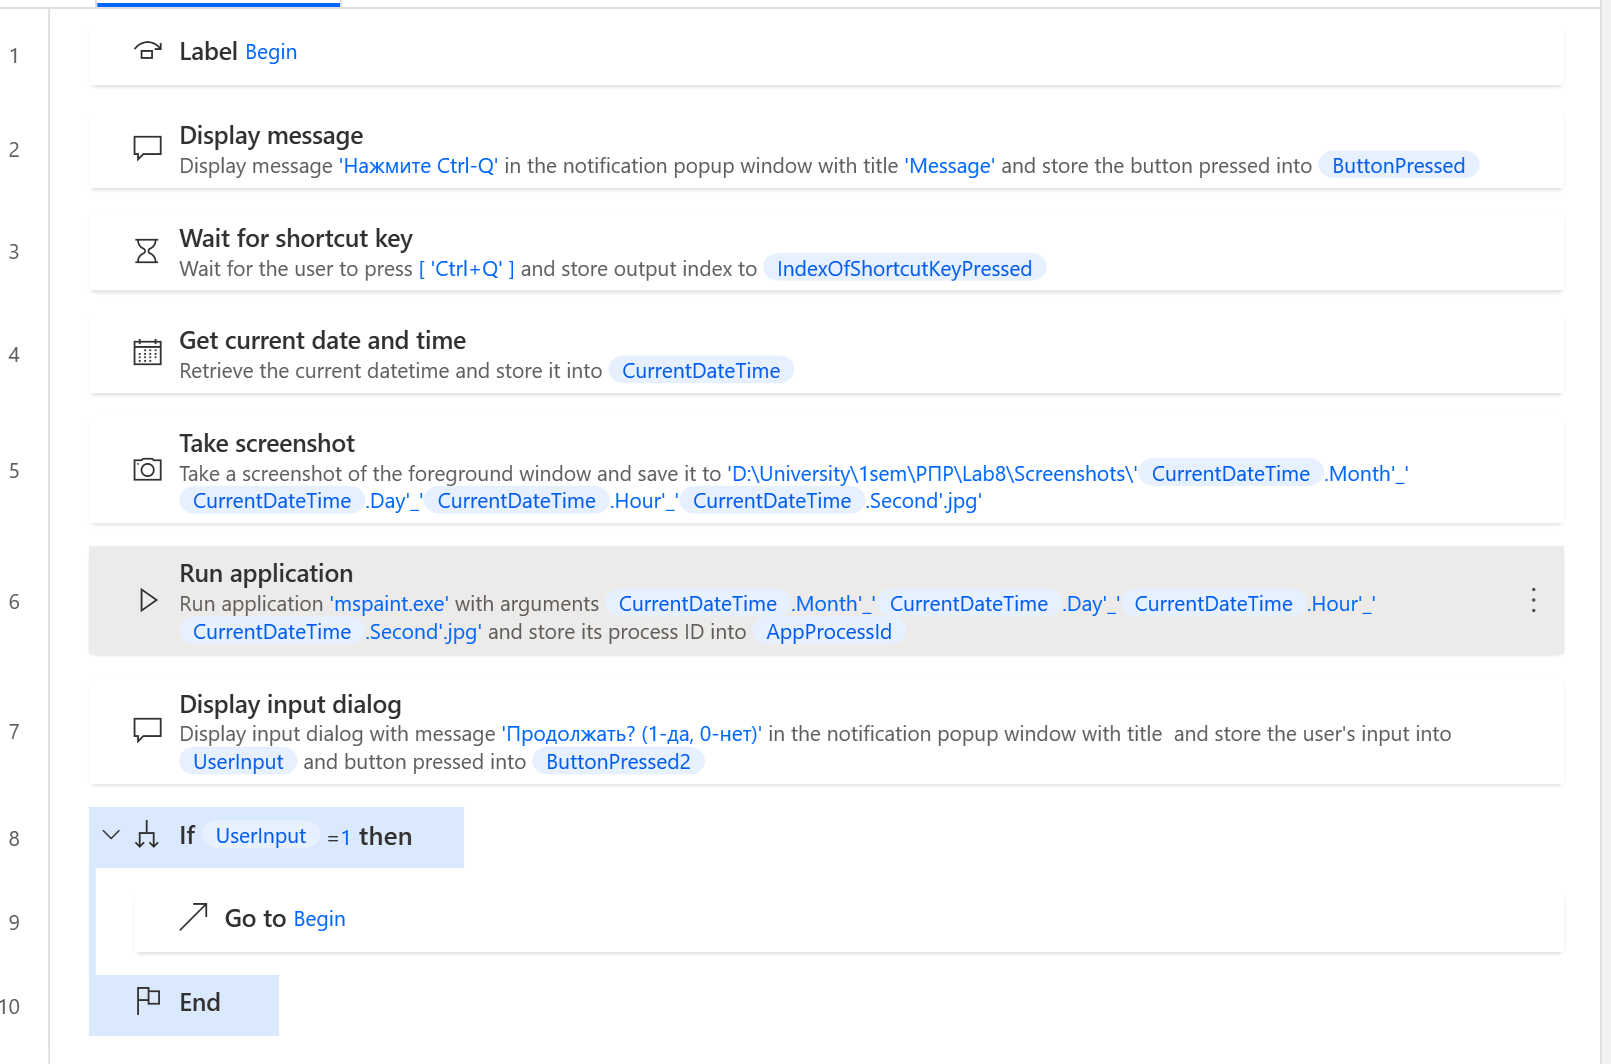 1
Label Begin
2
Display message
Display message 'Нажмите Ctrl-Q' in the notification popup window with title 'Message' and store the button pressed into ButtonPressed
3
Wait for shortcut key
Wait for the user to press [ 'Ctrl+Q' ] and store output index to IndexOfShortcutKeyPressed
4
Get current date and time
Retrieve the current datetime and store it into CurrentDateTime
5
Take screenshot
Take a screenshot of the foreground window and save it to 'D:\University\1sem\РПР\Lab8\Screenshots\' CurrentDateTime .Month'_'
CurrentDateTime .Day'_' CurrentDateTime .Hour'_' CurrentDateTime .Second'.jpg'
6
Run application
Run application 'mspaint.exe' with arguments CurrentDateTime .Month'_' CurrentDateTime .Day'_' CurrentDateTime .Hour'_'
CurrentDateTime .Second'.jpg' and store its process ID into AppProcessId
7
Display input dialog
Display input dialog with message 'Продолжать? (1-да, 0-нет)' in the notification popup window with title and store the user's input into
UserInput and button pressed into ButtonPressed2
8
If UserInput =1 then
9
Go to Begin
10
End